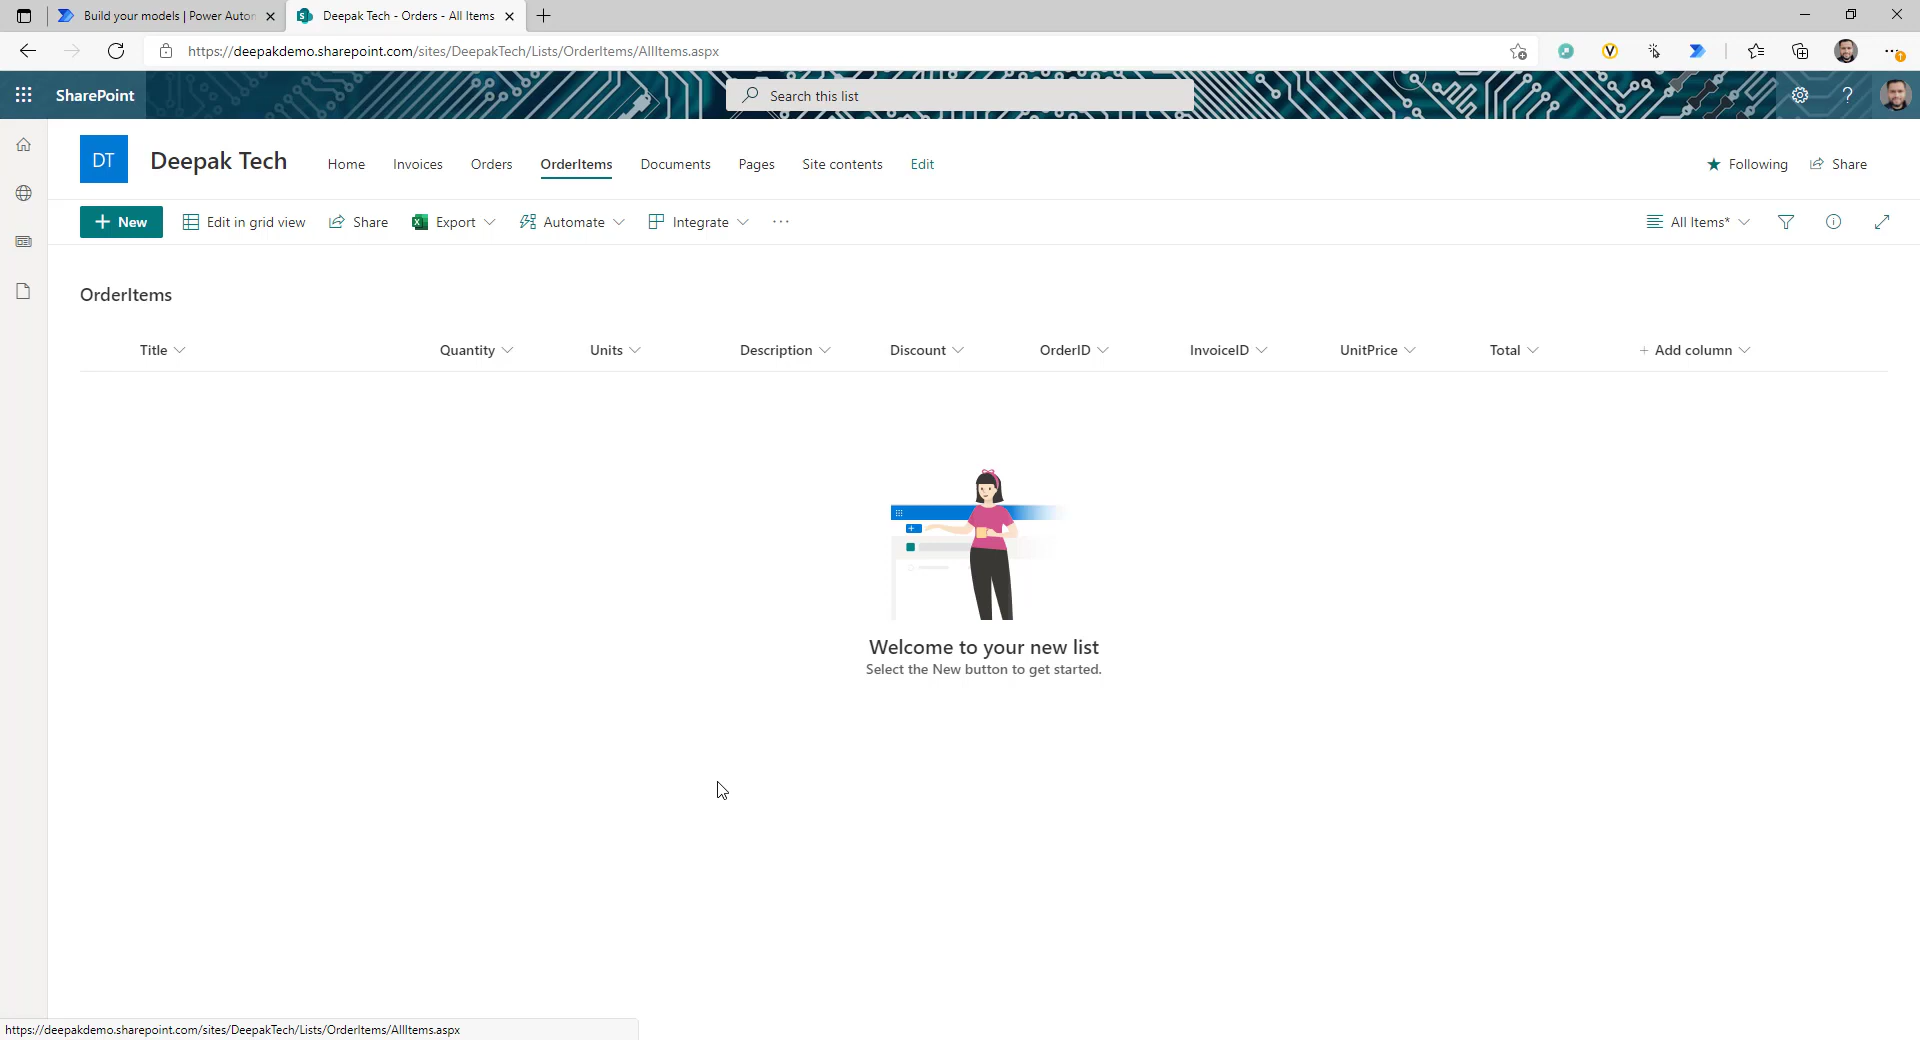 Build your models | Power Autor
Deepak Tech - Orders - All Items
https://deepakdemo.sharepoint.com/sites/DeepakTech/Lists/OrderItems/AllItems.aspx
SharePoint
Search this list
DT
Deepak Tech
Home
Invoices
Orders
OrderItems
Documents
Pages
Site contents
Edit
Following
Share
New
Edit in grid view
Share
Export
Automate
Integrate
All Items*
OrderItems
Title
Quantity
Units
Description
Discount
OrderID
InvoiceID
UnitPrice
Total
+ Add column
Welcome to your new list
Select the New button to get started.
https://deepakdemo.sharepoint.com/sites/DeepakTech/Lists/OrderItems/AllItems.aspx